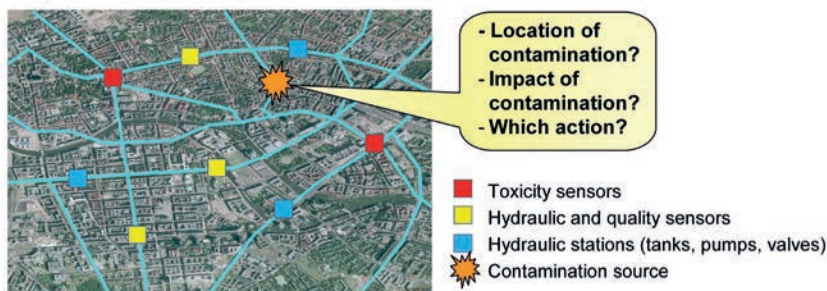 - Location of
contamination?
- Impact of
contamination?
- Which action?
Toxicity sensors
Hydraulic and quality sensors
Hydraulic stations (tanks, pumps, valves)
Contamination source